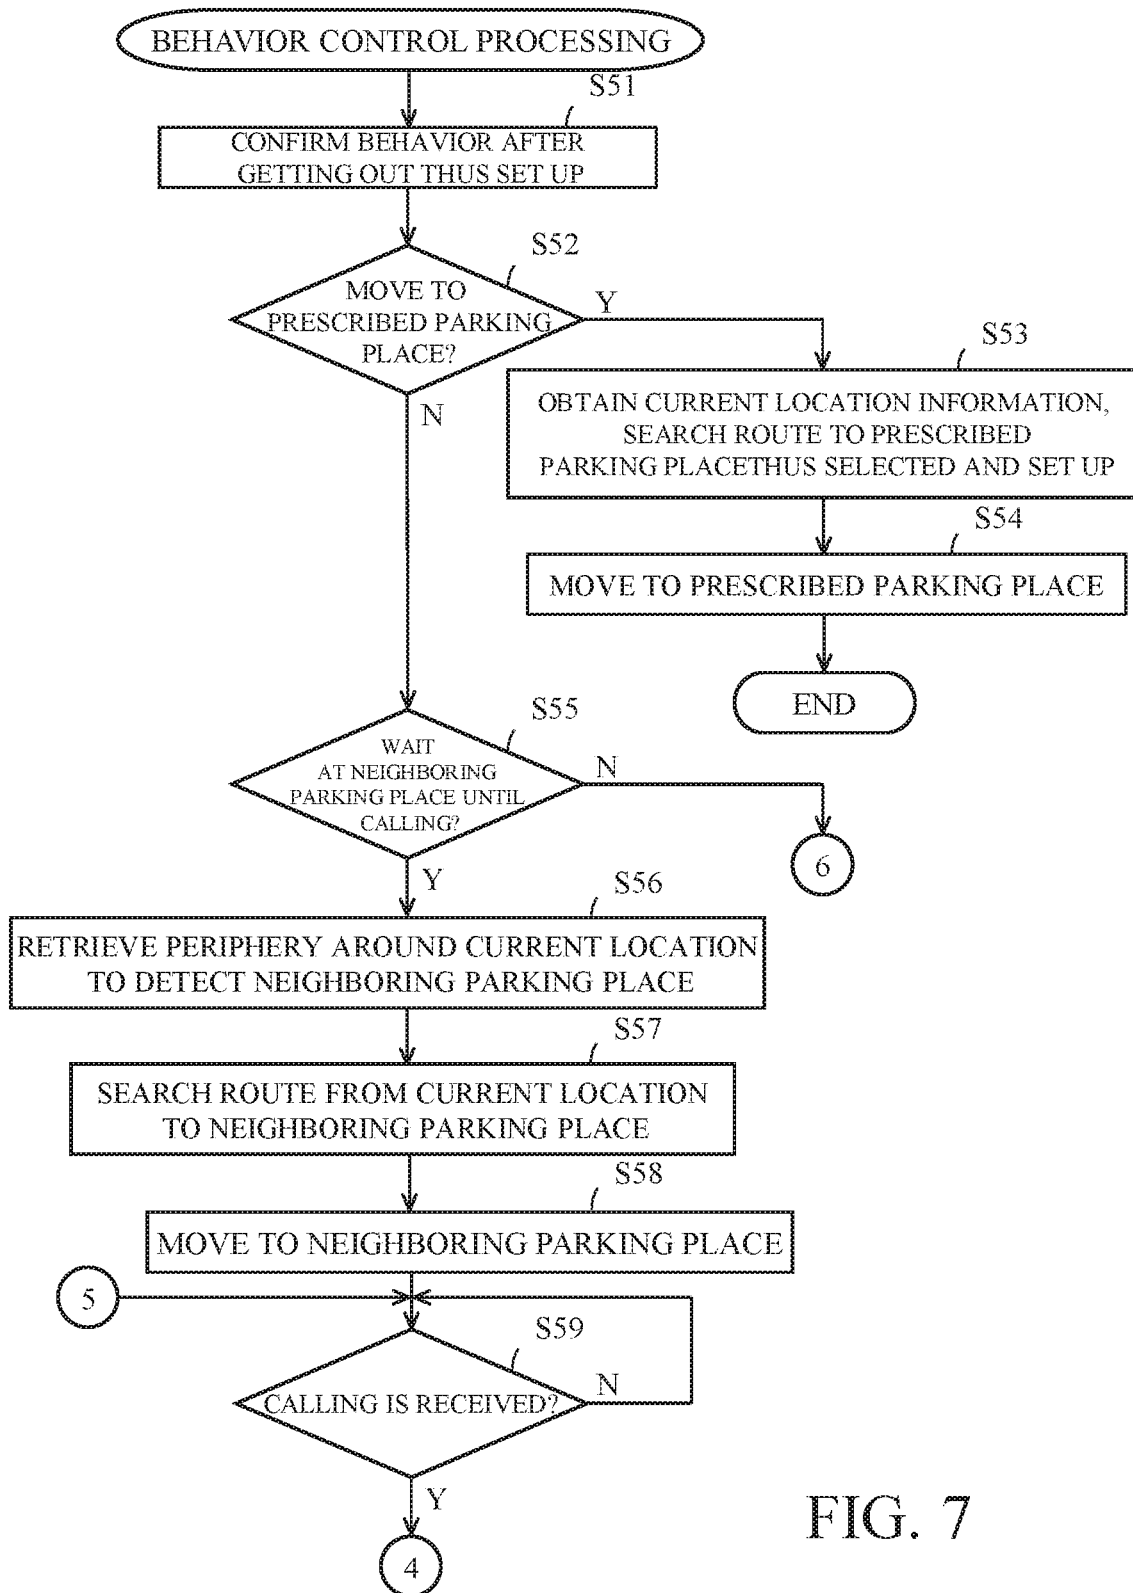 BEHAVIOR CONTROL PROCESSING
S51
CONFIRM BEHAVIOR AFTER
GETTING OUT THUS SET UP
S52
MOVE TO
PRESCRIBED PARKING
PLACE?
Y
N
S53
OBTAIN CURRENT LOCATION INFORMATION,
SEARCH ROUTE TO PRESCRIBED
PARKING PLACETHUS SELECTED AND SET UP
S54
MOVE TO PRESCRIBED PARKING PLACE
END
S55
WAIT
AT NEIGHBORING
PARKING PLACE UNTIL
CALLING?
N
6
Y
S56
RETRIEVE PERIPHERY AROUND CURRENT LOCATION
TO DETECT NEIGHBORING PARKING PLACE
S57
SEARCH ROUTE FROM CURRENT LOCATION
TO NEIGHBORING PARKING PLACE
S58
MOVE TO NEIGHBORING PARKING PLACE
5
S59
CALLING IS RECEIVED?
N
Y
4
FIG. 7